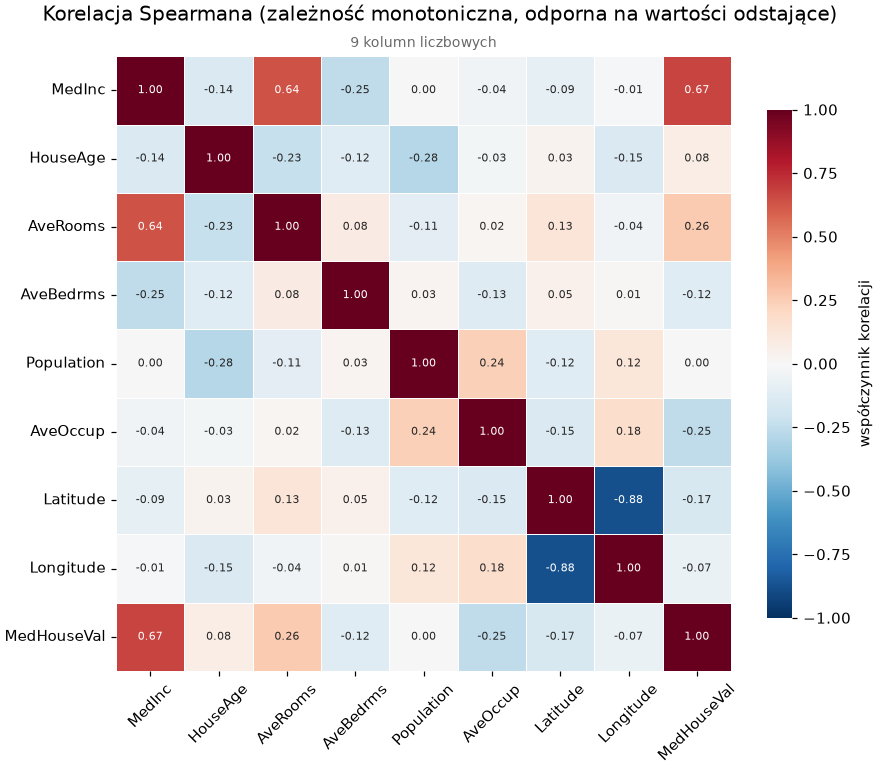 Korelacja Spearmana (zależność monotoniczna, odporna na wartości odstające)
9 kolumn liczbowych
MedInc 1.00 -0.14 0.64 -0.25 0.00 -0.04 -0.09 -0.01 0.67
HouseAge -0.14 1.00 -0.23 -0.12 -0.28 -0.03 0.03 -0.15 0.08
AveRooms 0.64 -0.23 1.00 0.08 -0.11 0.02 0.13 -0.04 0.26
AveBedrms -0.25 -0.12 0.08 1.00 0.03 -0.13 0.05 0.01 -0.12
Population 0.00 -0.28 -0.11 0.03 1.00 0.24 -0.12 0.12 0.00
AveOccup -0.04 -0.03 0.02 -0.13 0.24 1.00 -0.15 0.18 -0.25
Latitude -0.09 0.03 0.13 0.05 -0.12 -0.15 1.00 -0.88 -0.17
Longitude -0.01 -0.15 -0.04 0.01 0.12 0.18 -0.88 1.00 -0.07
MedHouseVal 0.67 0.08 0.26 -0.12 0.00 -0.25 -0.17 -0.07 1.00
MedInc HouseAge AveRooms AveBedrms Population AveOccup Latitude Longitude MedHouseVal
1.00
0.75
0.50
0.25
0.00
−0.25
−0.50
−0.75
−1.00
współczynnik korelacji